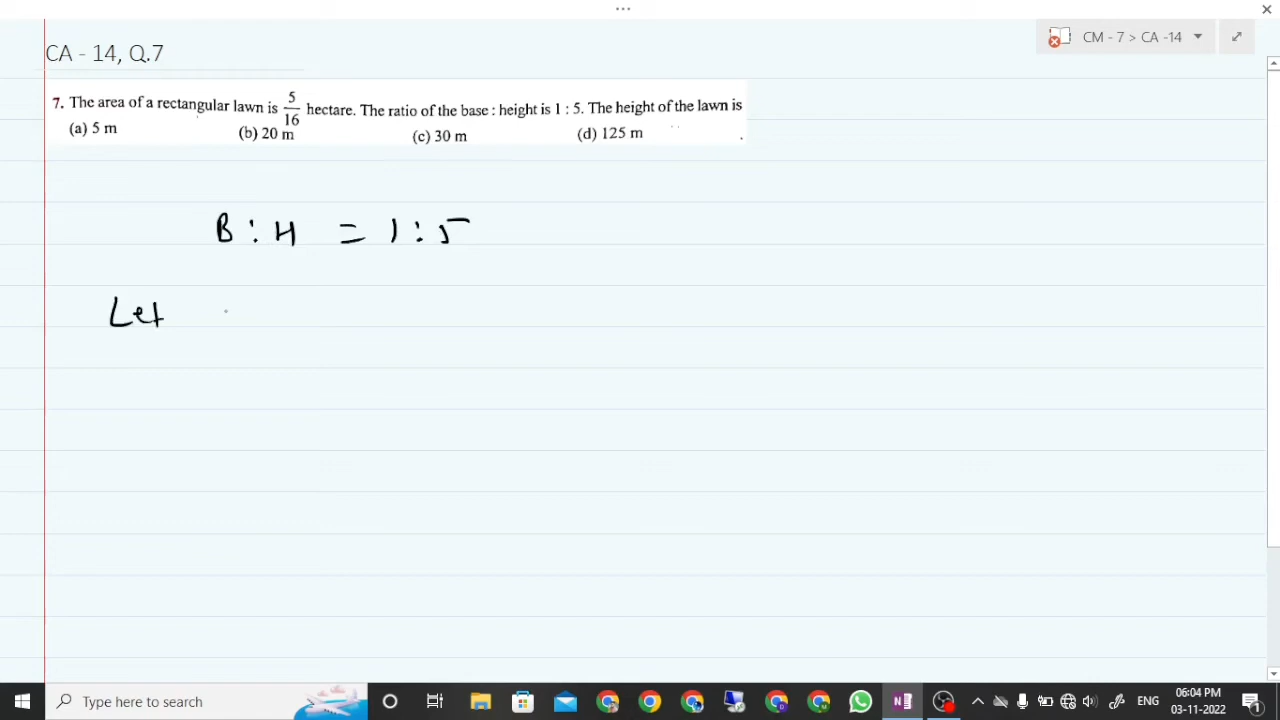 CA - 14, Q.7
CM - 7 > CA -14
7. The area of a rectangular lawn is 5/16 hectare. The ratio of the base : height is 1 : 5. The height of the lawn is
(a) 5 m (b) 20 m (c) 30 m (d) 125 m
B : H = 1 : 5
Let
Type here to search
ENG
06:04 PM
03-11-2022
1